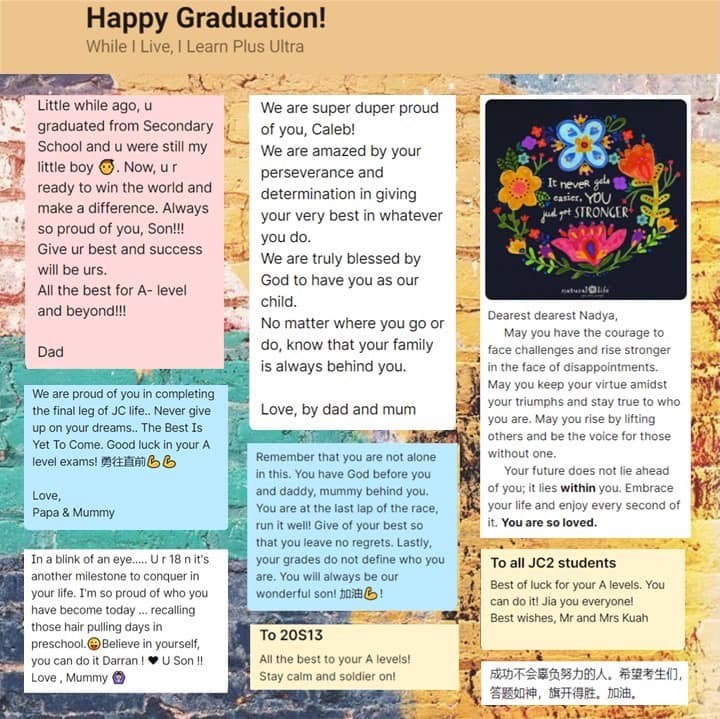 Happy Graduation!
While I Live, I Learn Plus Ultra
Little while ago, u
graduated from Secondary
School and u were still my
little boy 👦. Now, u r
ready to win the world and
make a difference. Always
so proud of you, Son!!!
Give ur best and success
will be urs.
All the best for A- level
and beyond!!!
Dad
We are proud of you in completing
the final leg of JC life.. Never give
up on your dreams.. The Best Is
Yet To Come. Good luck in your A
level exams! 勇往直前💪💪
Love,
Papa & Mummy
In a blink of an eye..... U r 18 n it's
another milestone to conquer in
your life. I'm so proud of who you
have become today ... recalling
those hair pulling days in
preschool.😜Believe in yourself,
you can do it Darran ! ❤ U Son !!
Love , Mummy 🙆
We are super duper proud
of you, Caleb!
We are amazed by your
perseverance and
determination in giving
your very best in whatever
you do.
We are truly blessed by
God to have you as our
child.
No matter where you go or
do, know that your family
is always behind you.
Love, by dad and mum
Remember that you are not alone
in this. You have God before you
and daddy, mummy behind you.
You are at the last lap of the race,
run it well! Give of your best so
that you leave no regrets. Lastly,
your grades do not define who you
are. You will always be our
wonderful son! 加油💪!
To 20S13
All the best to your A levels!
Stay calm and soldier on!
It never gets
easier, YOU
just get STRONGER
natural life
Dearest dearest Nadya,
May you have the courage to
face challenges and rise stronger
in the face of disappointments.
May you keep your virtue amidst
your triumphs and stay true to who
you are. May you rise by lifting
others and be the voice for those
without one.
Your future does not lie ahead
of you; it lies within you. Embrace
your life and enjoy every second of
it. You are so loved.
To all JC2 students
Best of luck for your A levels. You
can do it! Jia you everyone!
Best wishes, Mr and Mrs Kuah
成功不会辜负努力的人。希望考生们，
答题如神，旗开得胜。加油。